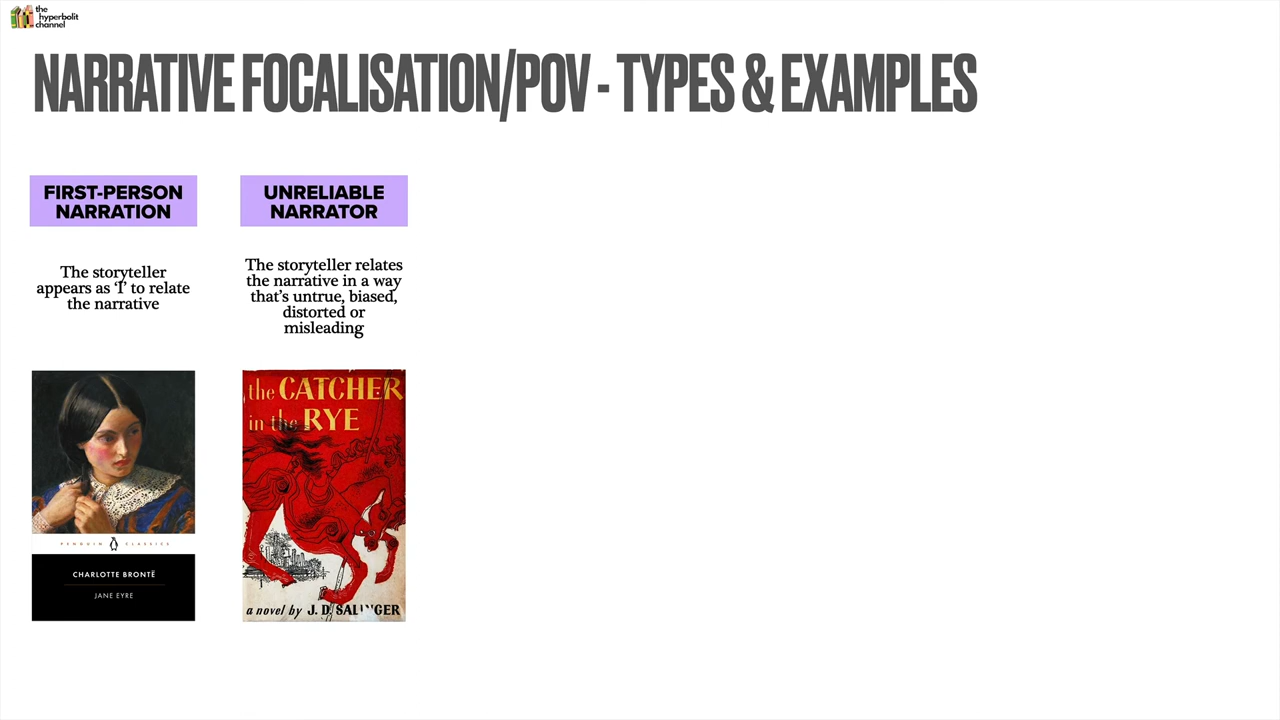 the
hyperbolit
channel
NARRATIVE FOCALISATION/POV - TYPES & EXAMPLES
FIRST-PERSON
NARRATION
The storyteller
appears as ‘I’ to relate
the narrative
PENGUIN CLASSICS
CHARLOTTE BRONTË
JANE EYRE
UNRELIABLE
NARRATOR
The storyteller relates
the narrative in a way
that’s untrue, biased,
distorted or
misleading
the CATCHER
in the RYE
a novel by J. D. SALINGER